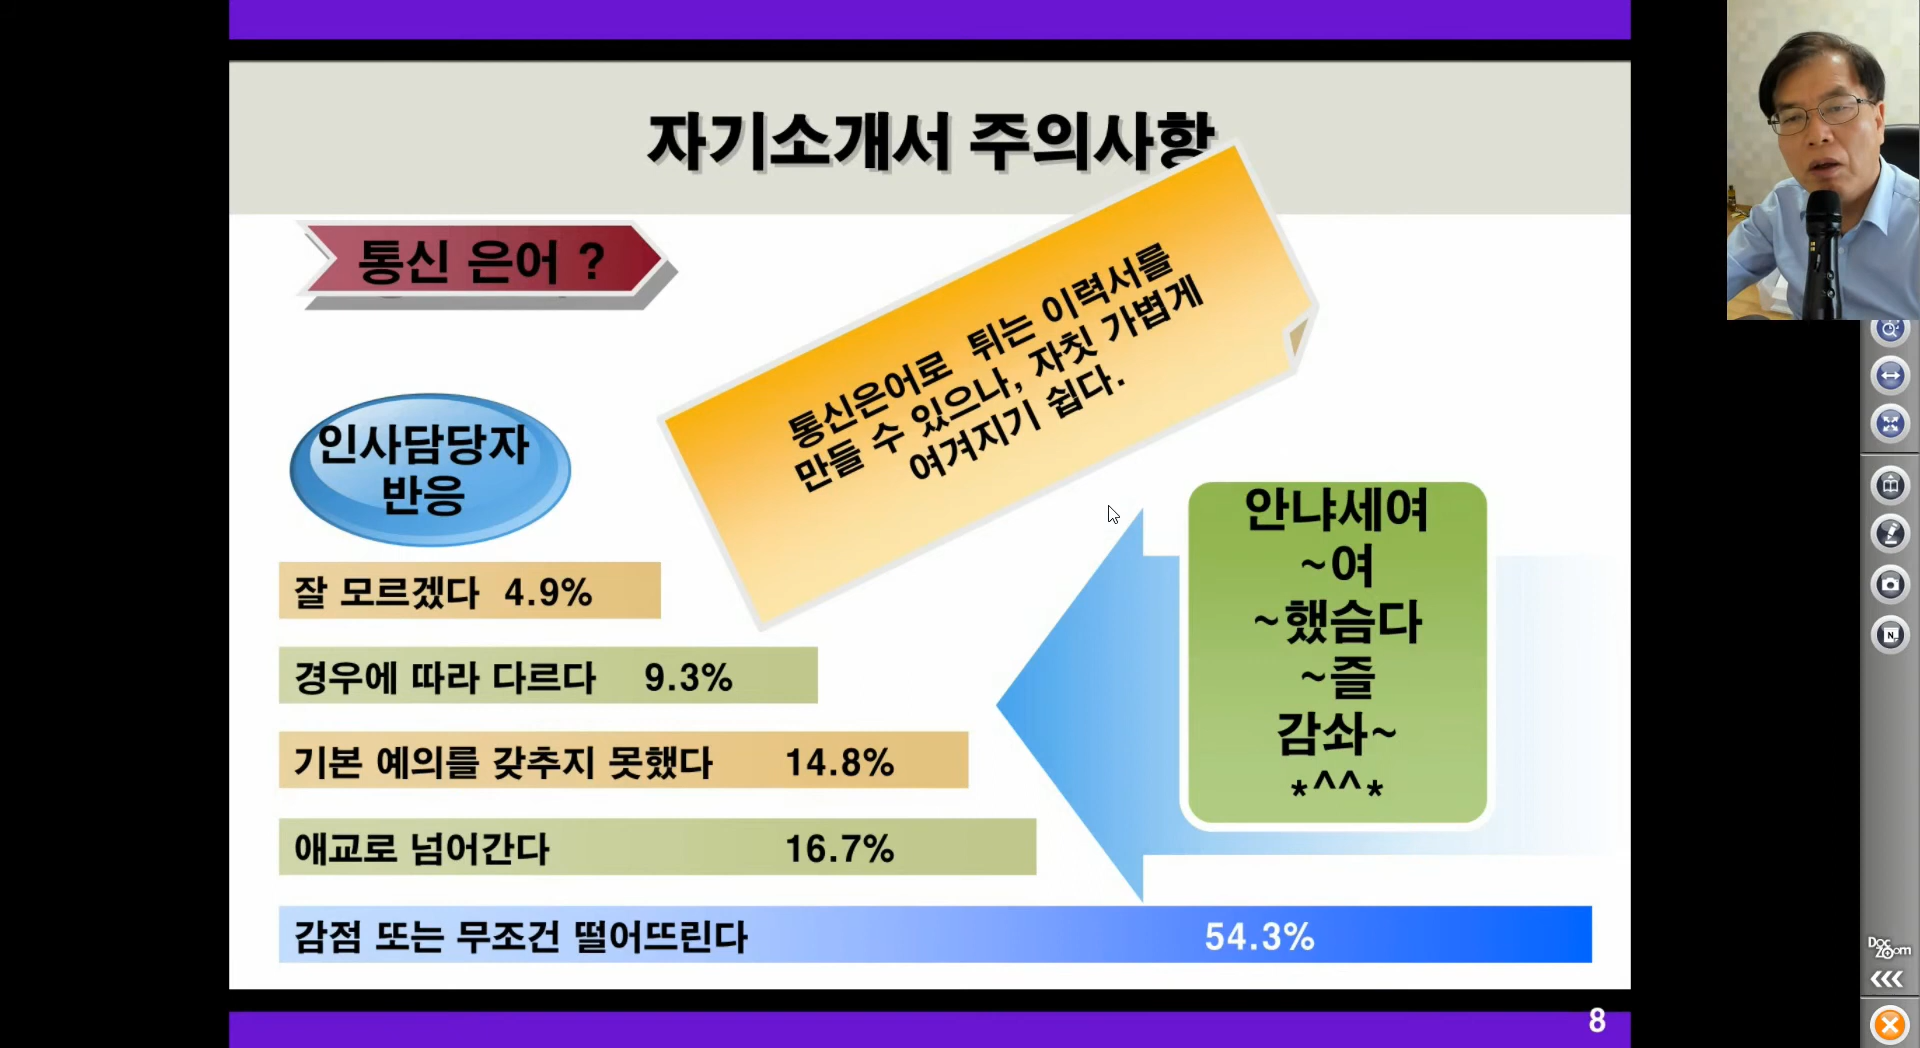 자기소개서 주의사항
통신 은어 ?
통신은어로 튀는 이력서를
만들 수 있으나, 자칫 가볍게
여겨지기 쉽다.
인사담당자
반응
안냐세여
~여
~했슴다
~즐
감솨~
*^^*
잘 모르겠다 4.9%
경우에 따라 다르다 9.3%
기본 예의를 갖추지 못했다 14.8%
애교로 넘어간다 16.7%
감점 또는 무조건 떨어뜨린다 54.3%
8
N
Doc
Zoom